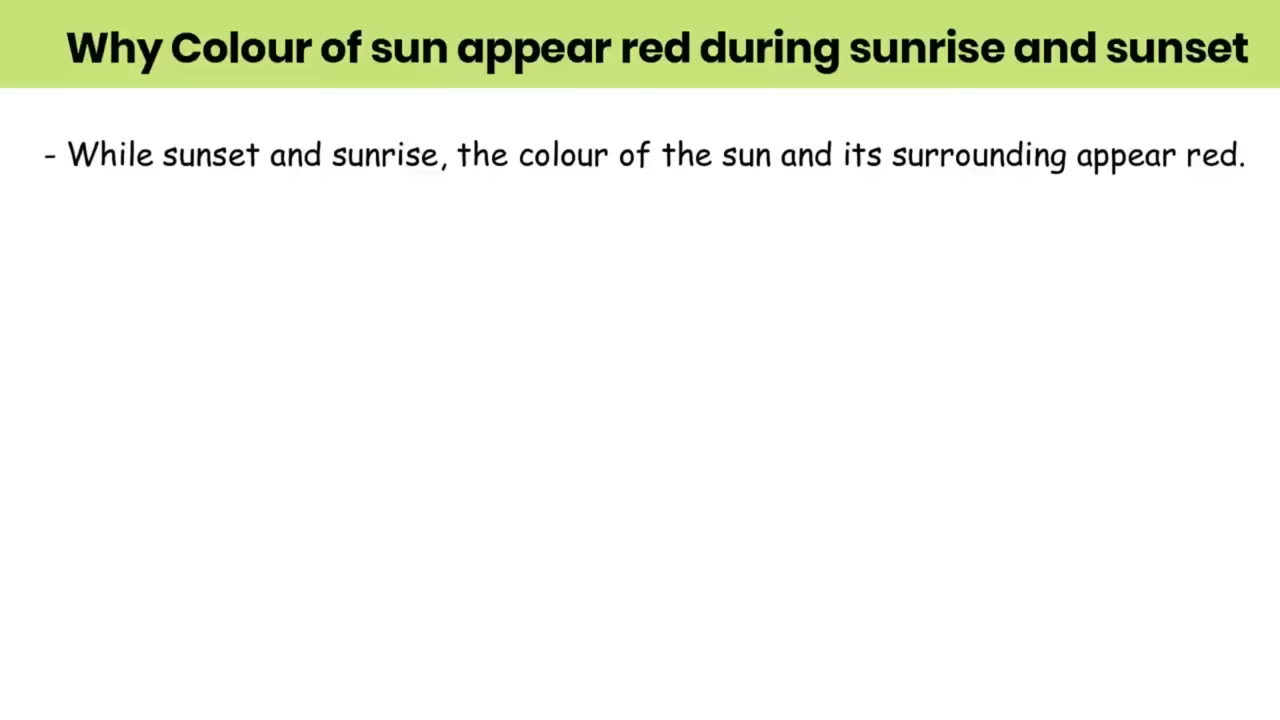 Why Colour of sun appear red during sunrise and sunset
- While sunset and sunrise, the colour of the sun and its surrounding appear red.